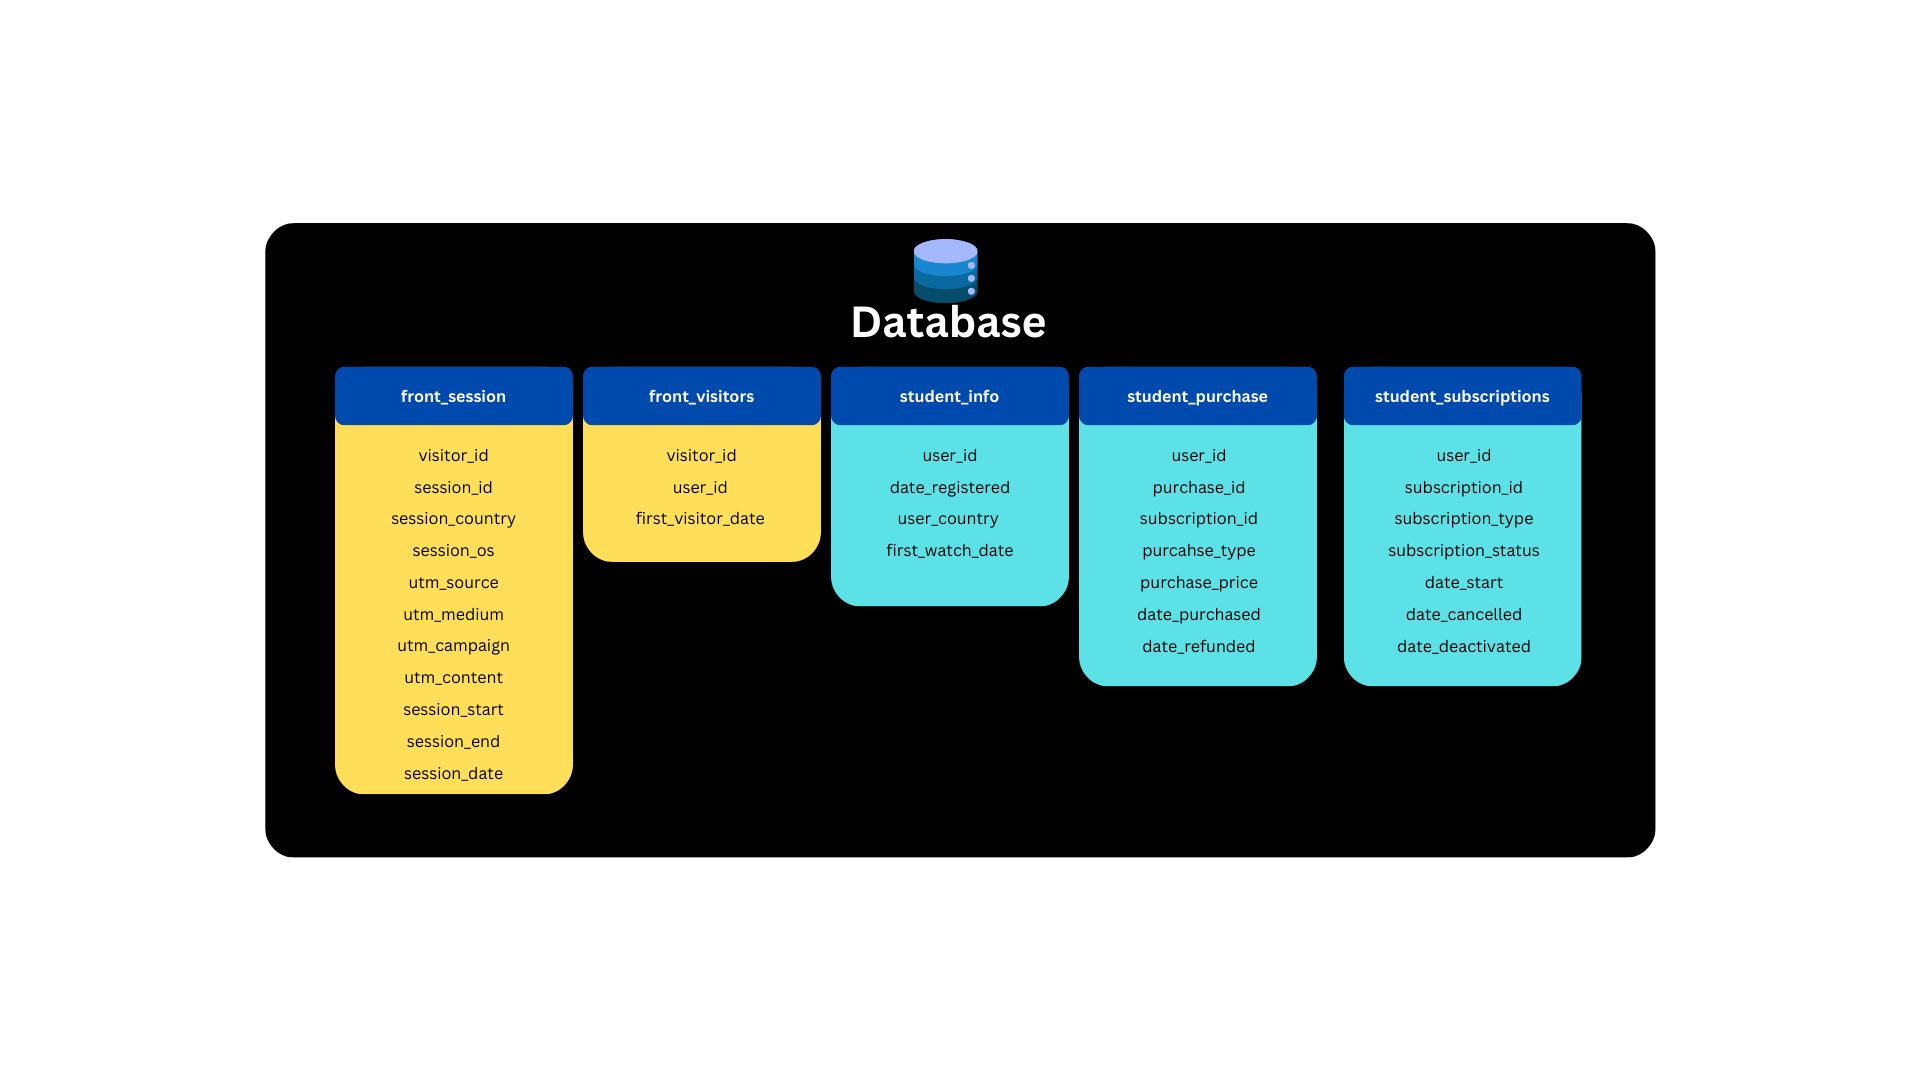 Database
front_session
visitor_id
session_id
session_country
session_os
utm_source
utm_medium
utm_campaign
utm_content
session_start
session_end
session_date
front_visitors
visitor_id
user_id
first_visitor_date
student_info
user_id
date_registered
user_country
first_watch_date
student_purchase
user_id
purchase_id
subscription_id
purcahse_type
purchase_price
date_purchased
date_refunded
student_subscriptions
user_id
subscription_id
subscription_type
subscription_status
date_start
date_cancelled
date_deactivated